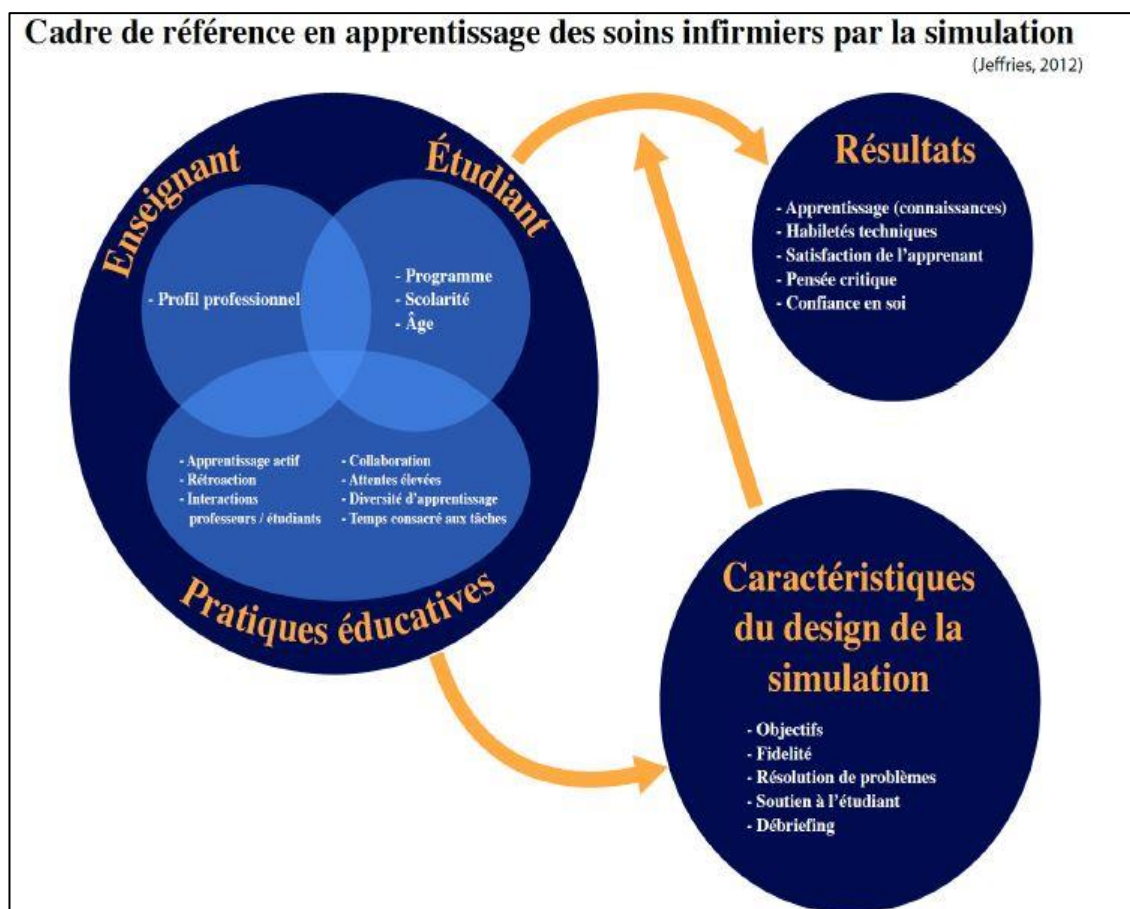 Cadre de référence en apprentissage des soins infirmiers par la simulation
(Jeffries, 2012)
Enseignant
Étudiant
- Profil professionnel
- Programme
- Scolarité
- Âge
- Apprentissage actif
- Rétroaction
- Interactions
professeurs / étudiants
- Collaboration
- Attentes élevées
- Diversité d'apprentissage
- Temps consacré aux tâches
Pratiques éducatives
Résultats
- Apprentissage (connaissances)
- Habiletés techniques
- Satisfaction de l'apprenant
- Pensée critique
- Confiance en soi
Caractéristiques
du design de la
simulation
- Objectifs
- Fidelité
- Résolution de problèmes
- Soutien à l'étudiant
- Débriefing